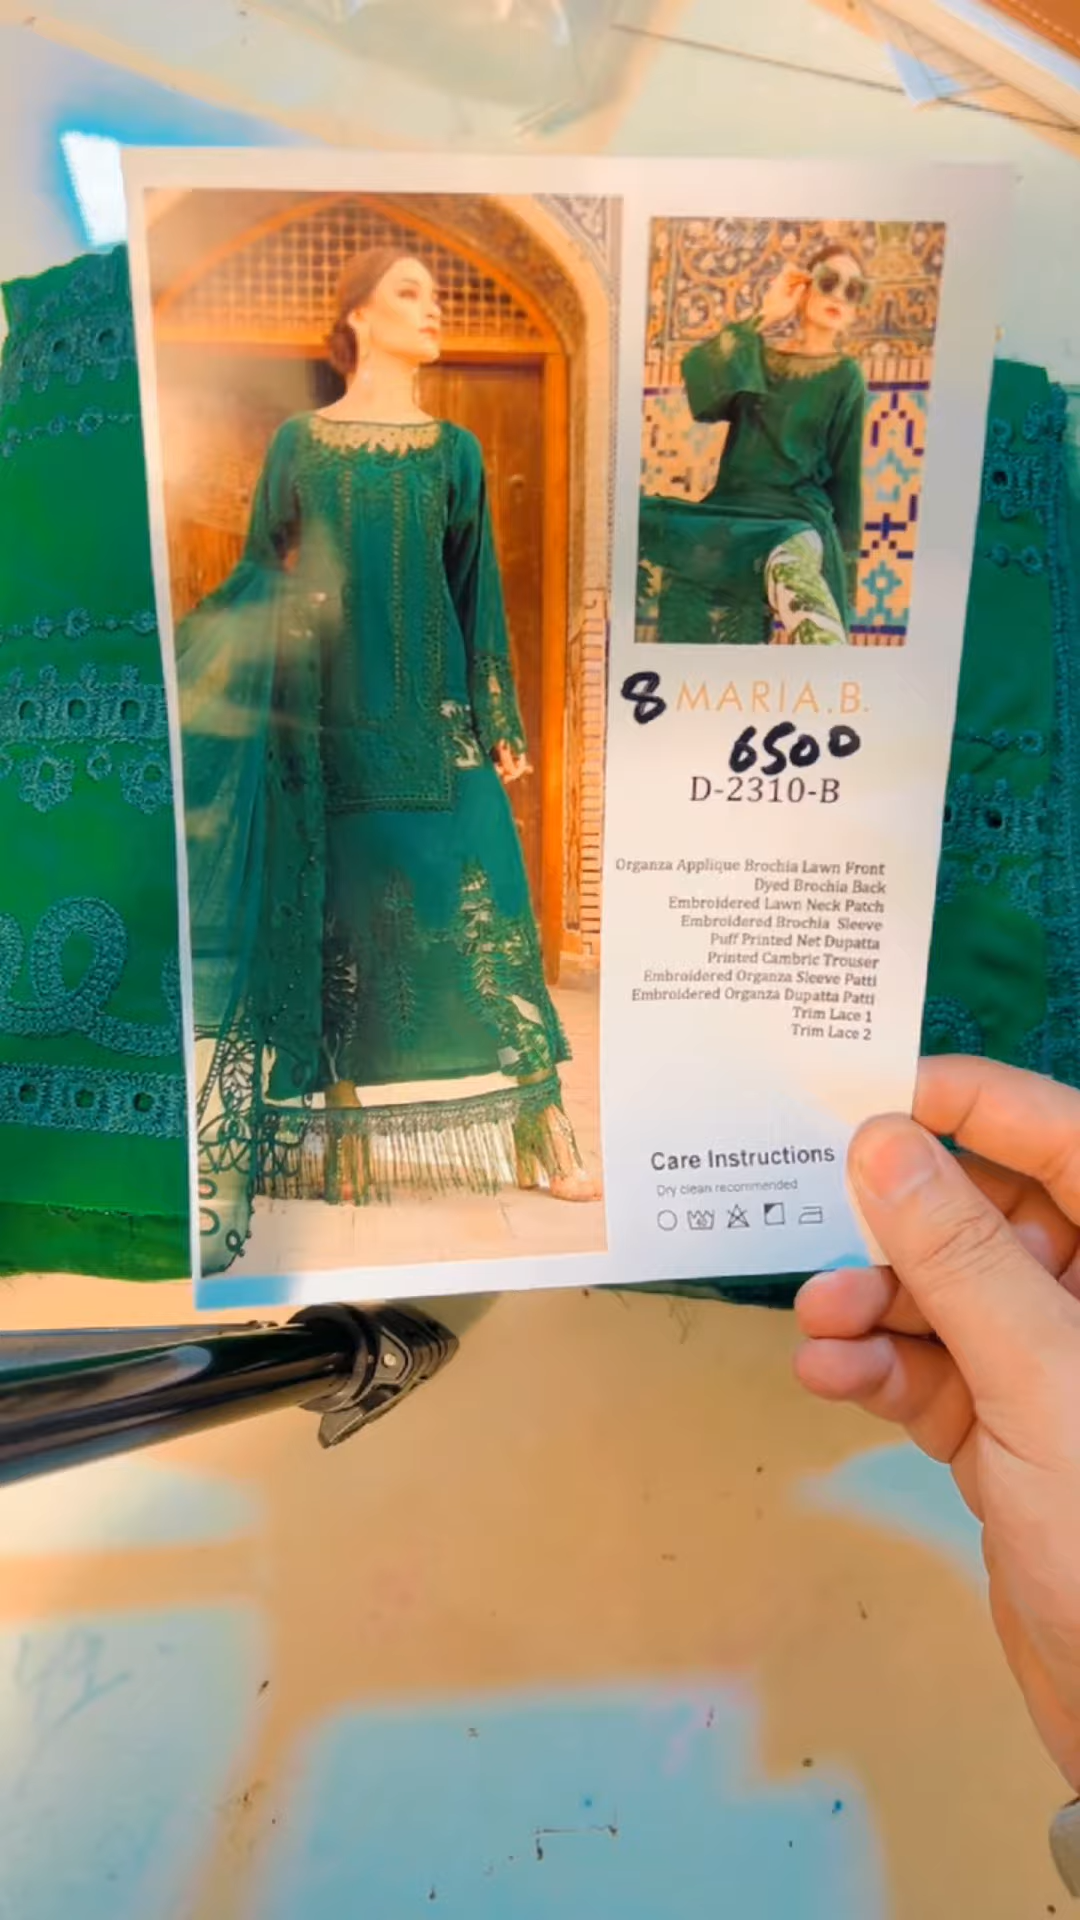 8 MARIA.B.
6500
D-2310-B
Organza Applique Brochia Lawn Front
Dyed Brochia Back
Embroidered Lawn Neck Patch
Embroidered Brochia Sleeve
Puff Printed Net Dupatta
Printed Cambric Trouser
Embroidered Organza Sleeve Patti
Embroidered Organza Dupatta Patti
Trim Lace 1
Trim Lace 2
Care Instructions
Dry clean recommended